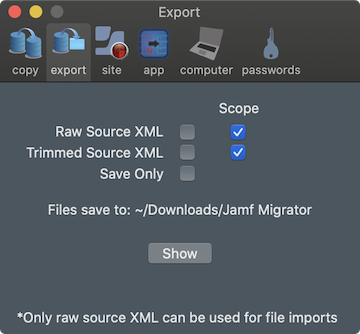 Export
copy export site app computer passwords
Scope
Raw Source XML
Trimmed Source XML
Save Only
Files save to: ~/Downloads/Jamf Migrator
Show
*Only raw source XML can be used for file imports